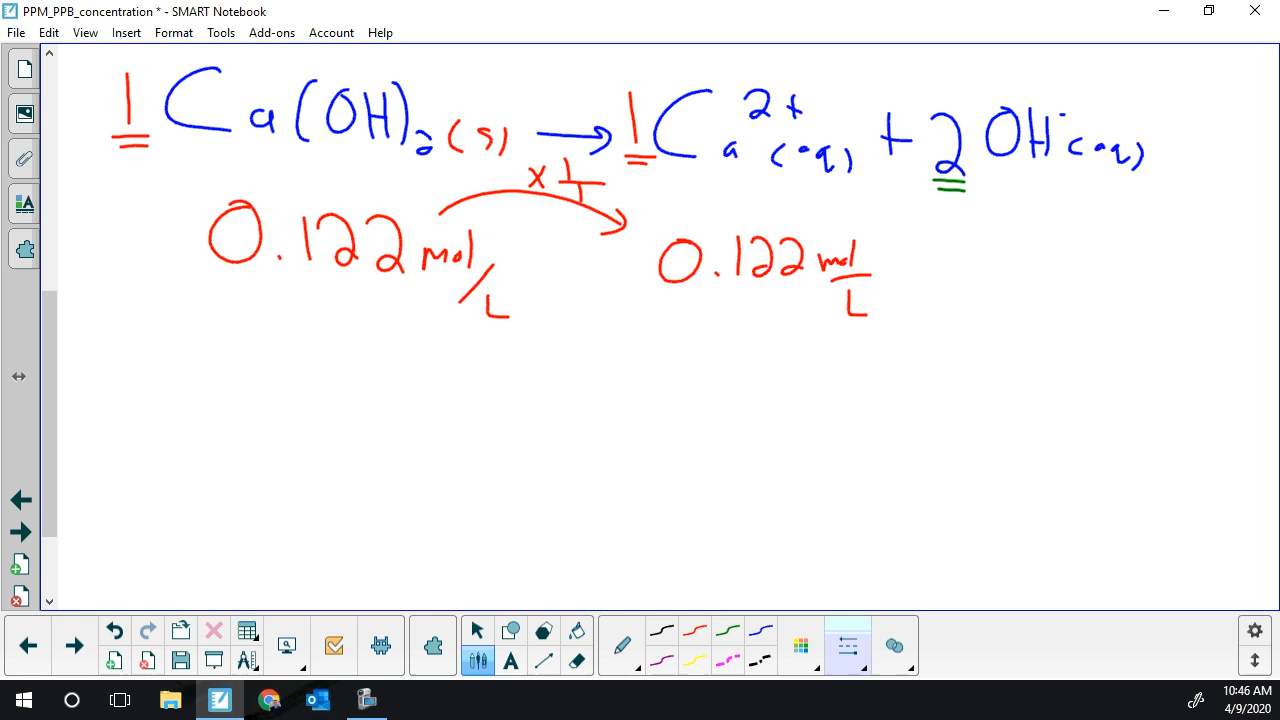 PPM_PPB_concentration * - SMART Notebook
File Edit View Insert Format Tools Add-ons Account Help
1 Ca(OH)₂(s) → 1 Ca²⁺(aq) + 2 OH⁻(aq)
x 1/1
0.122 mol/L 0.122 mol/L
10:46 AM
4/9/2020